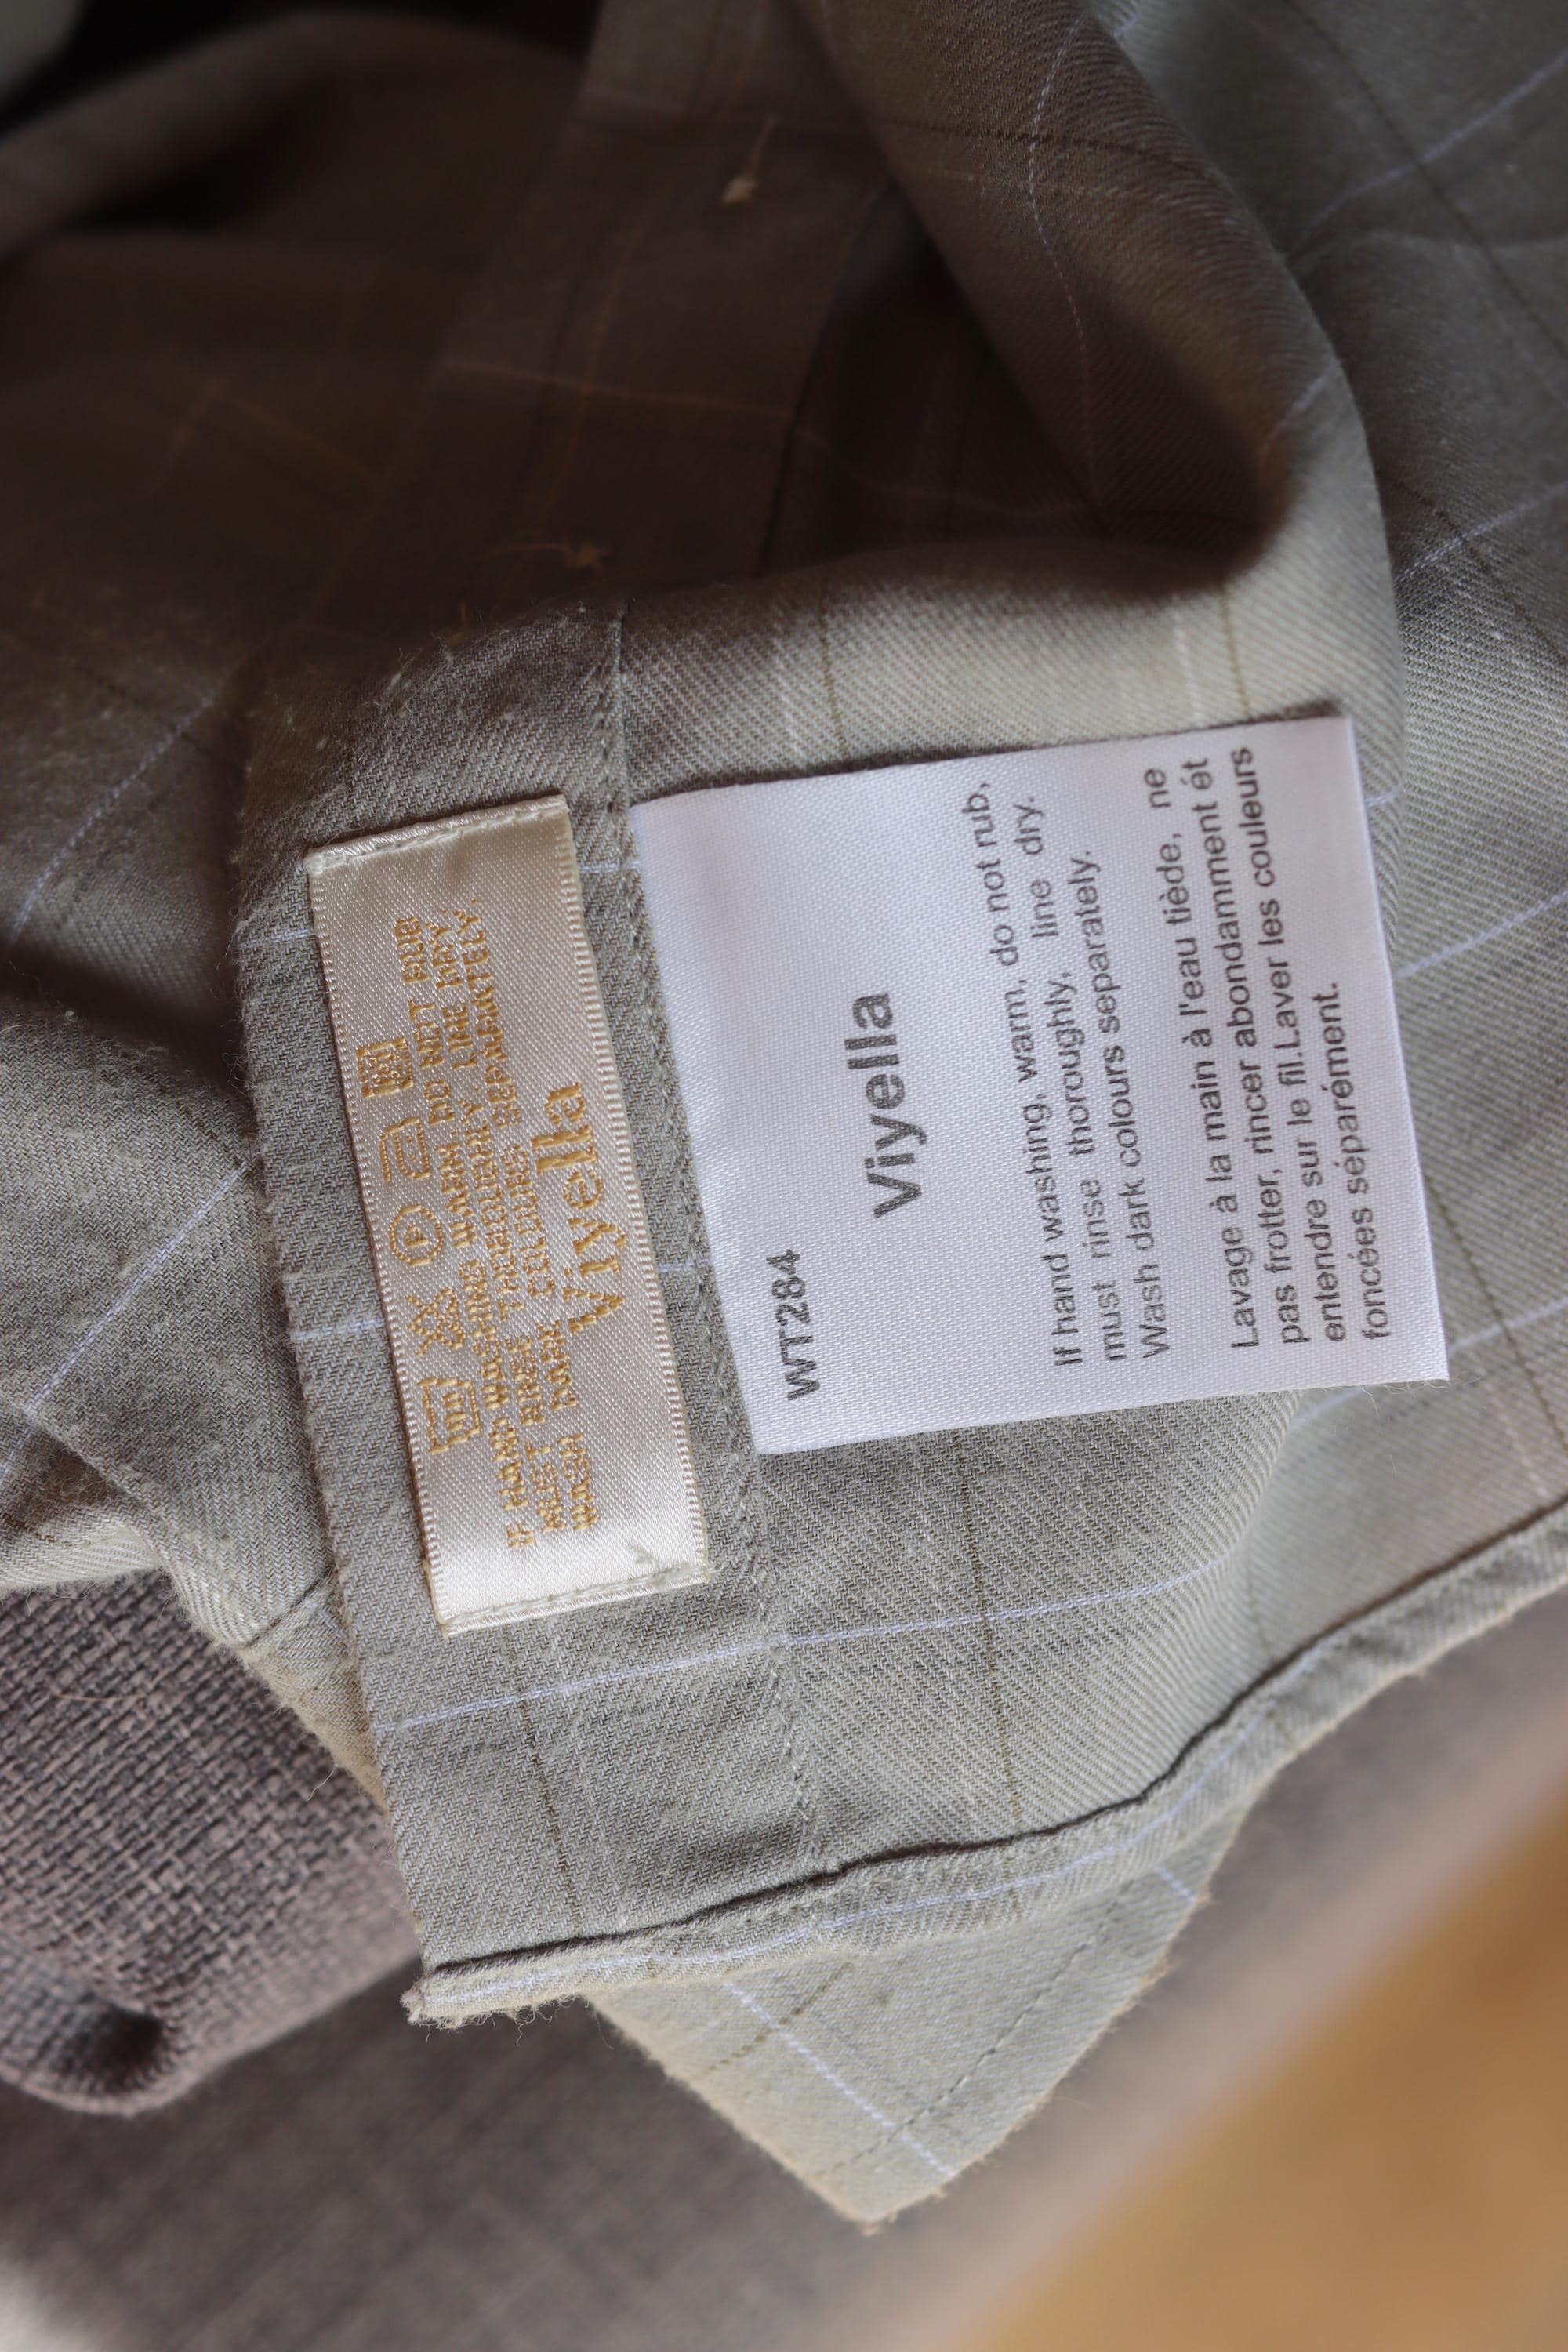 P
IF HAND WASHING WARM DO NOT RUB
MUST RINSE THOROUGHLY LINE DRY.
WASH DARK COLOURS SEPARATELY.
Viyella
WT284
Viyella
If hand washing, warm, do not rub,
must rinse thoroughly, line dry.
Wash dark colours separately.
Lavage à la main à l'eau tiède, ne
pas frotter, rincer abondamment ét
entendre sur le fil.Laver les couleurs
foncées séparément.